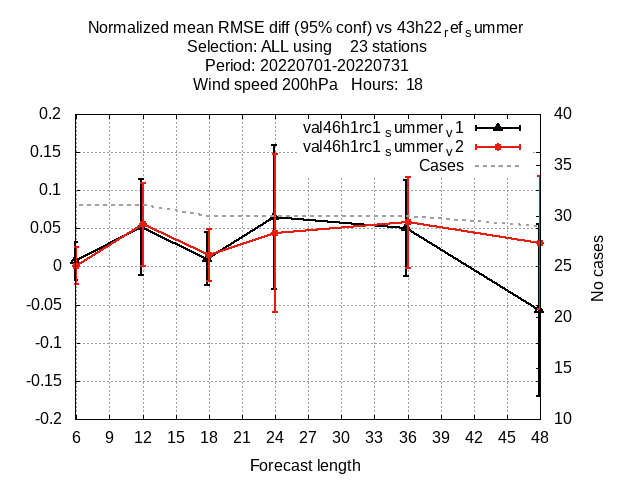 Normalized mean RMSE diff (95% conf) vs 43h22refsummer
Selection: ALL using 23 stations
Period: 20220701-20220731
Wind speed 200hPa Hours: 18
0.2
0.15
0.1
0.05
0
-0.05
-0.1
-0.15
-0.2
val46h1rc1summerv1
val46h1rc1summerv2
Cases
40
35
30
25
20
15
10
No cases
6 9 12 15 18 21 24 27 30 33 36 39 42 45 48
Forecast length